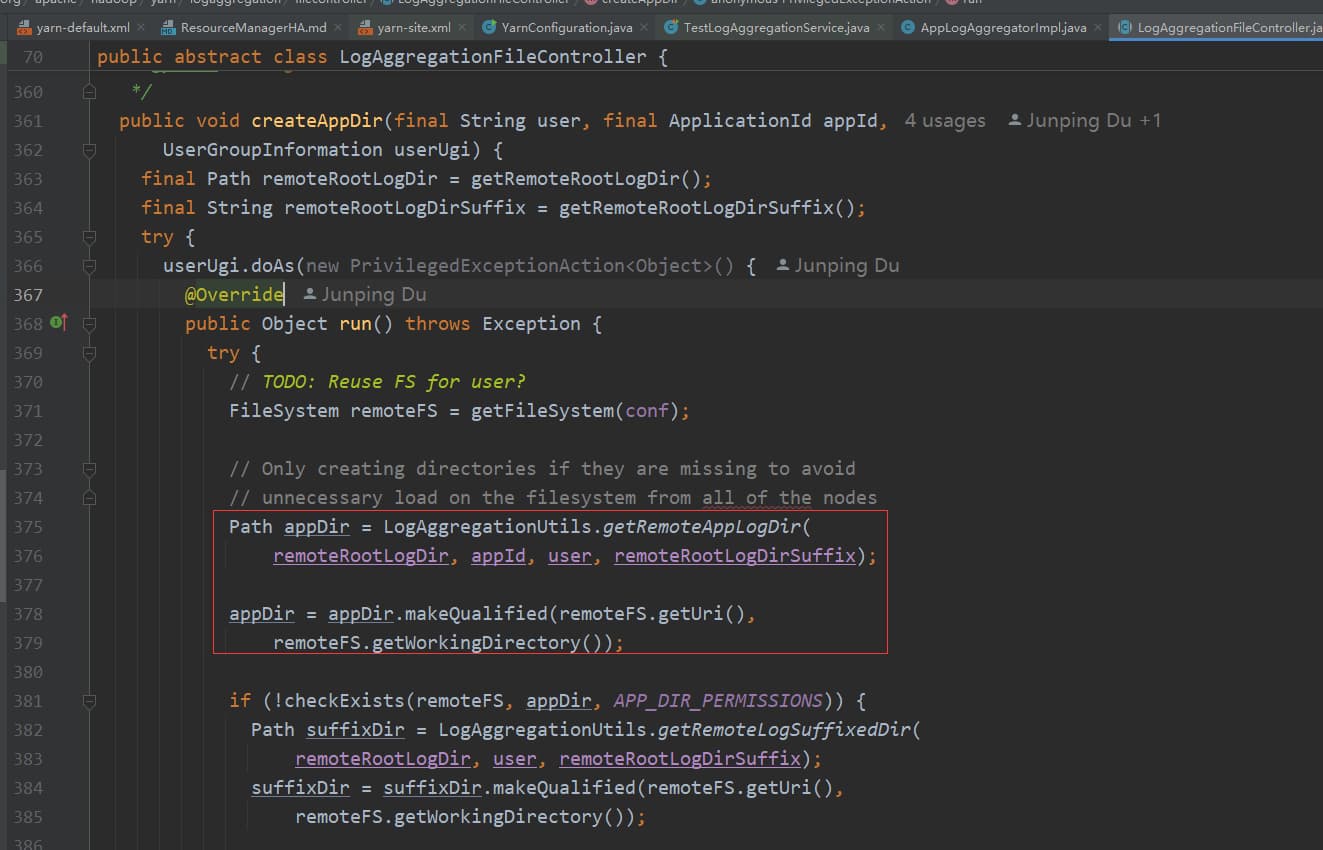 org apache hadoop yarn logaggregation filecontroller LogAggregationFileController createAppDir anonymous PrivilegedExceptionAction run
yarn-default.xml ResourceManagerHA.md yarn-site.xml YarnConfiguration.java TestLogAggregationService.java AppLogAggregatorImpl.java LogAggregationFileController.ja
70 public abstract class LogAggregationFileController {
360 */
361 public void createAppDir(final String user, final ApplicationId appId, 4 usages Junping Du +1
362 UserGroupInformation userUgi) {
363 final Path remoteRootLogDir = getRemoteRootLogDir();
364 final String remoteRootLogDirSuffix = getRemoteRootLogDirSuffix();
365 try {
366 userUgi.doAs(new PrivilegedExceptionAction<Object>() { Junping Du
367 @Override Junping Du
368 public Object run() throws Exception {
369 try {
370 // TODO: Reuse FS for user?
371 FileSystem remoteFS = getFileSystem(conf);
372
373 // Only creating directories if they are missing to avoid
374 // unnecessary load on the filesystem from all of the nodes
375 Path appDir = LogAggregationUtils.getRemoteAppLogDir(
376 remoteRootLogDir, appId, user, remoteRootLogDirSuffix);
377
378 appDir = appDir.makeQualified(remoteFS.getUri(),
379 remoteFS.getWorkingDirectory());
380
381 if (!checkExists(remoteFS, appDir, APP_DIR_PERMISSIONS)) {
382 Path suffixDir = LogAggregationUtils.getRemoteLogSuffixedDir(
383 remoteRootLogDir, user, remoteRootLogDirSuffix);
384 suffixDir = suffixDir.makeQualified(remoteFS.getUri(),
385 remoteFS.getWorkingDirectory());
386